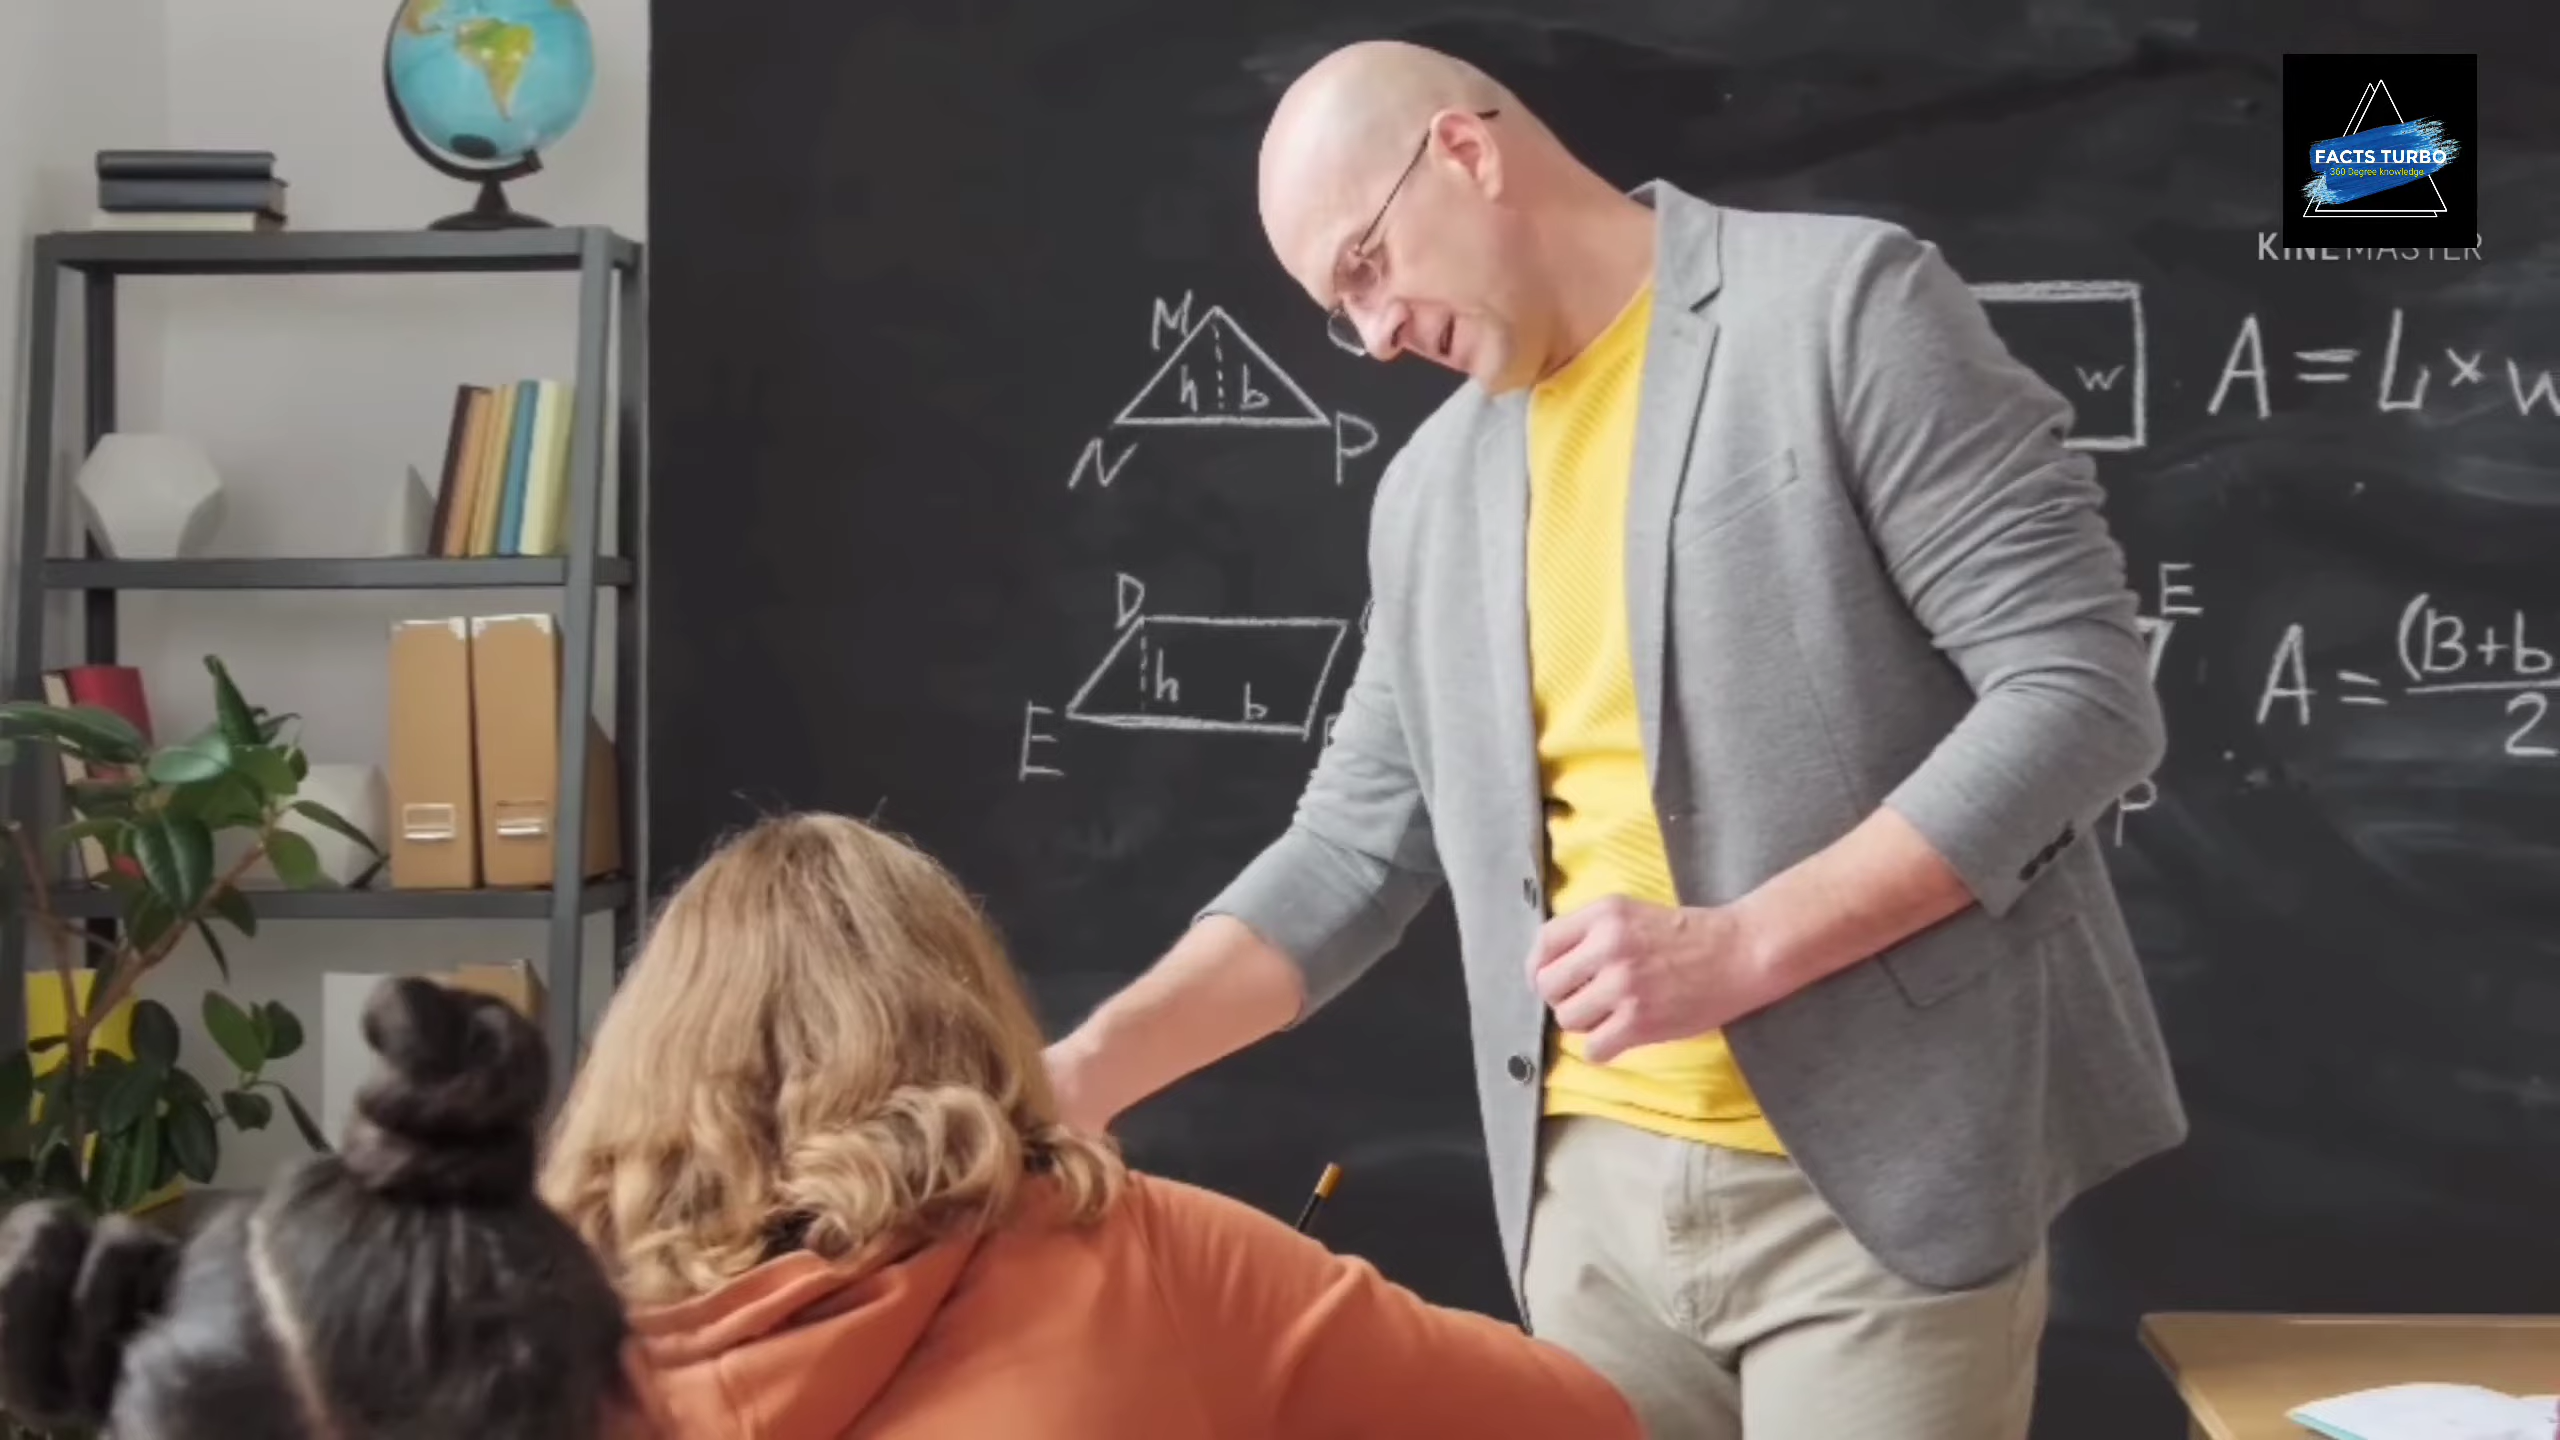 FACTS TURBO
360 Degree knowledge
KINEMASTER
M
h b
N P
w
A = L × w
D
h
b
E
E
A = (B+b
2
P